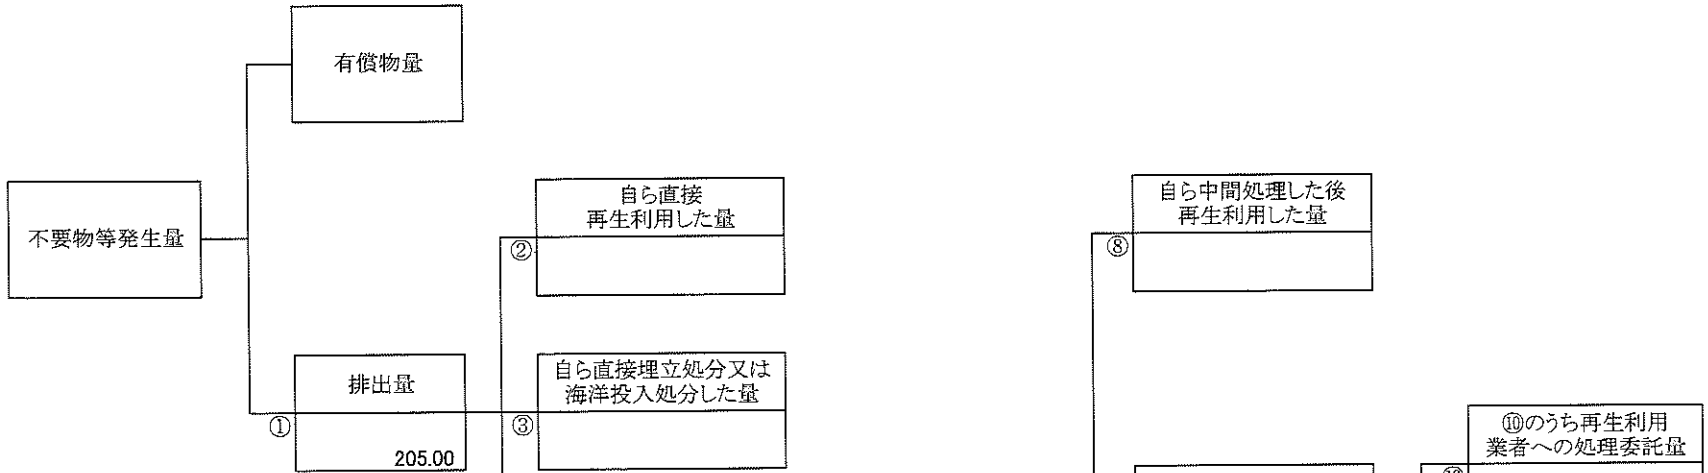 有償物量
不要物等発生量
自ら直接
再生利用した量
②
自ら中間処理した後
再生利用した量
⑧
排出量
①
205.00
自ら直接埋立処分又は
海洋投入処分した量
③
⑩のうち再生利用
業者への処理委託量